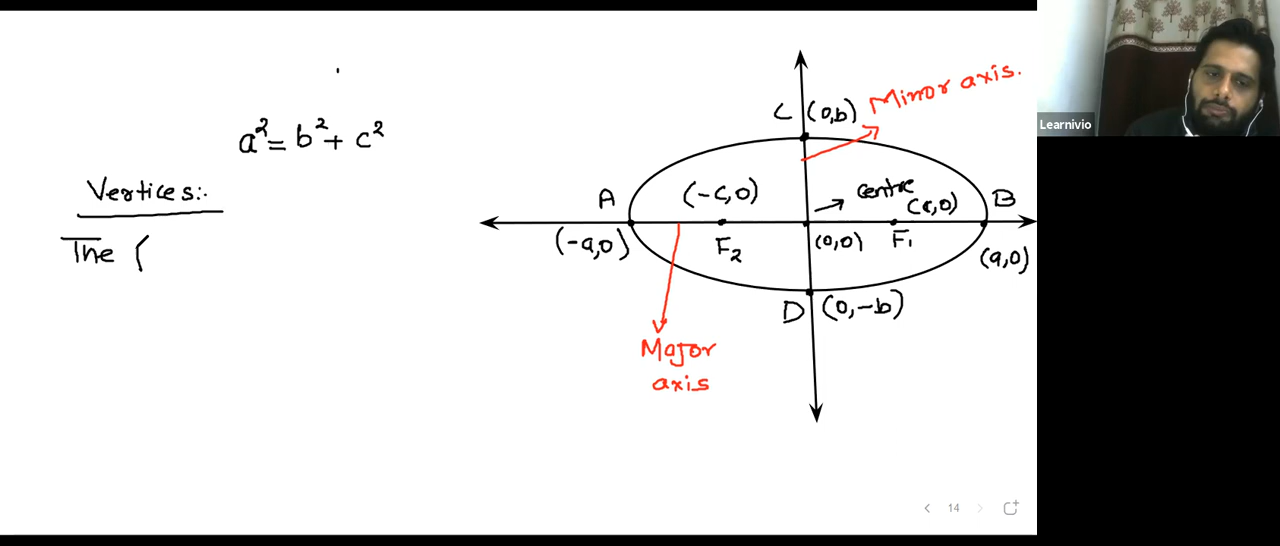 a² = b² + c²
Vertices:-
The (
Minor axis.
C (0,b)
centre
A
(-c,0)
(c,0)
B
(-a,0)
F₂
(0,0)
F₁
(a,0)
D (0,-b)
Major
axis
Learnivio
14